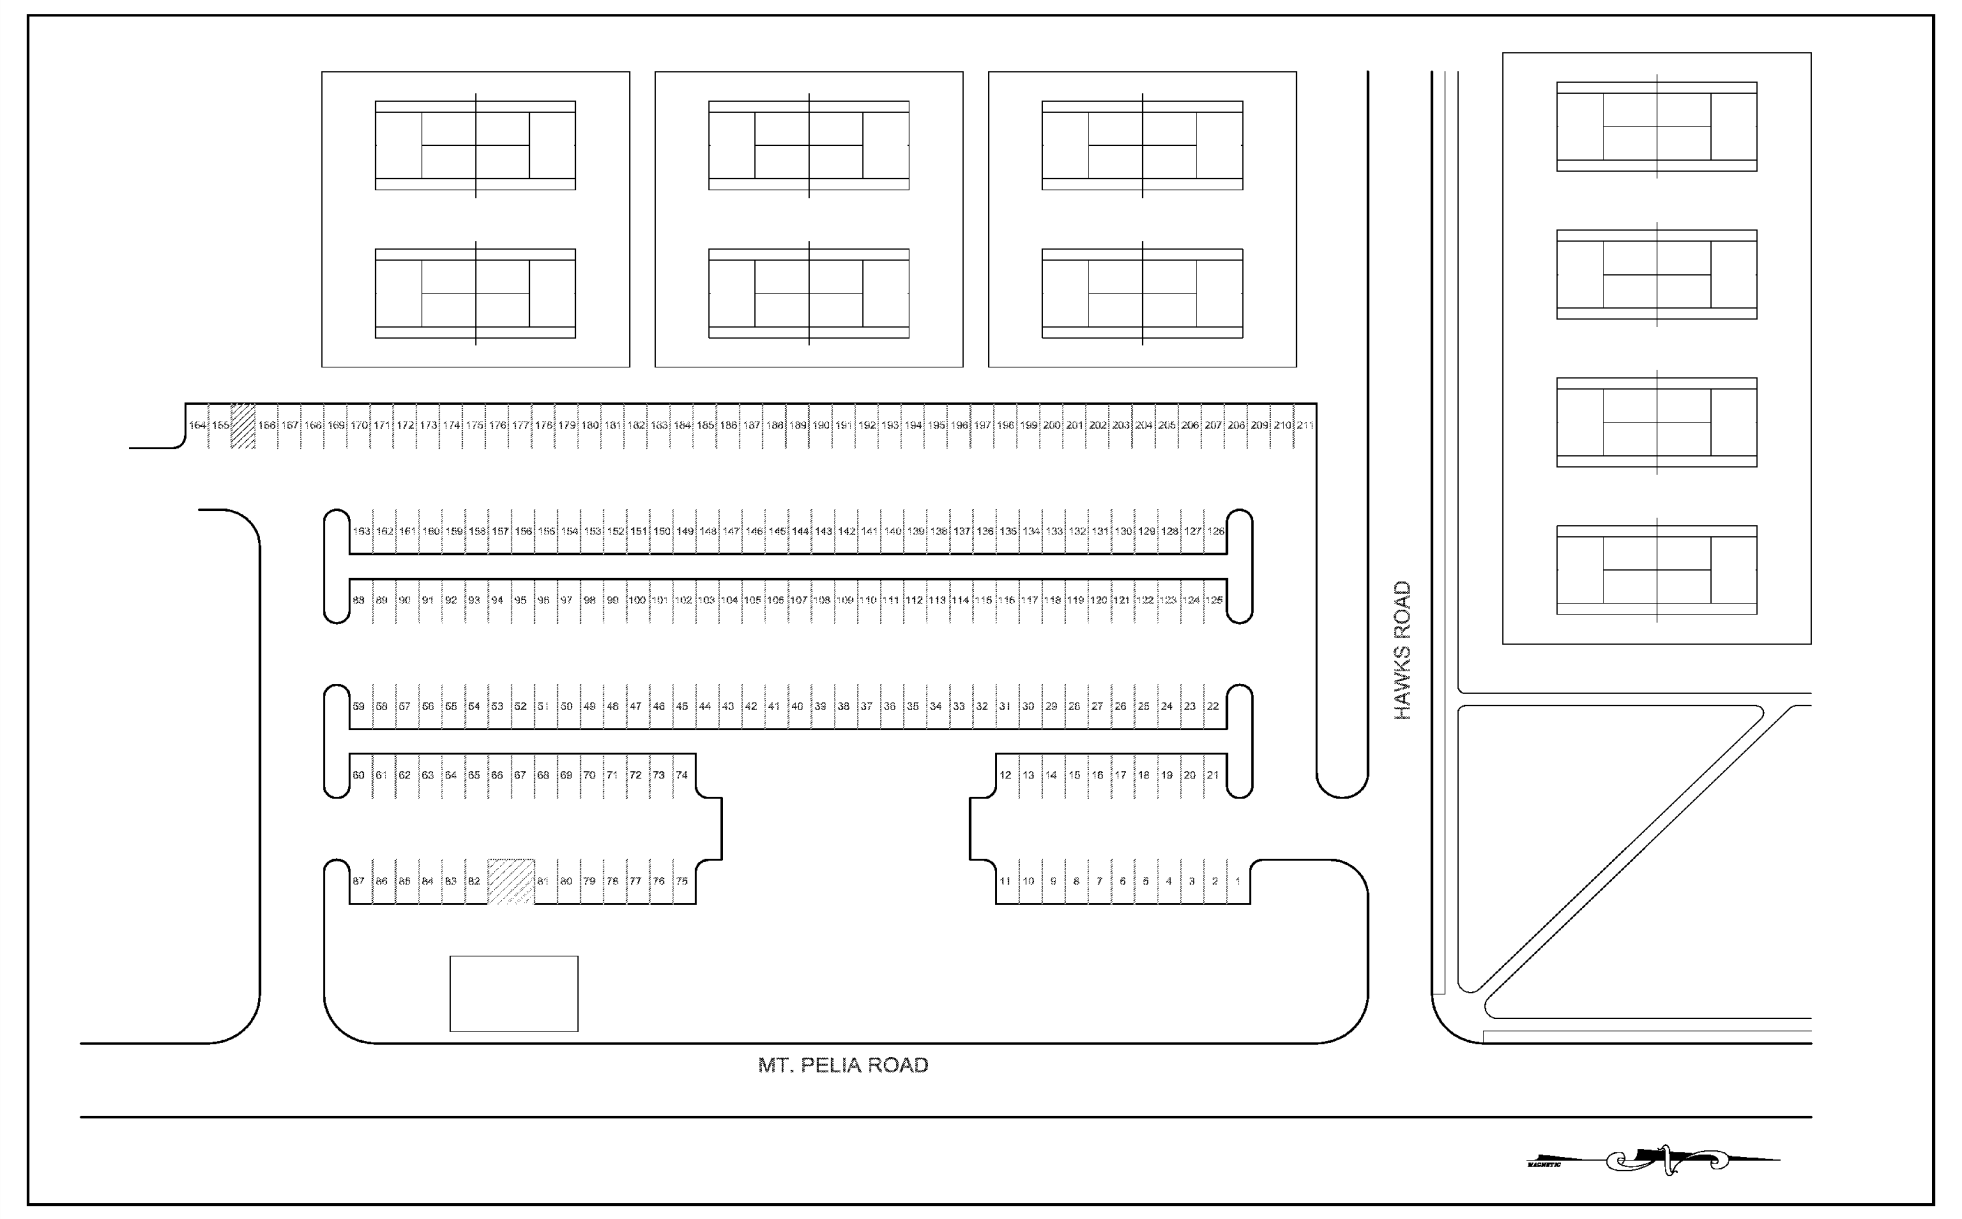 164 165 166 167 168 169 170 171 172 173 174 175 176 177 178 179 180 181 182 183 184 185 186 187 188 189 190 191 192 193 194 195 196 197 198 199 200 201 202 203 204 205 206 207 208 209 210 211
163 162 161 160 159 158 157 156 155 154 153 152 151 150 149 148 147 146 145 144 143 142 141 140 139 138 137 136 135 134 133 132 131 130 129 128 127 126
88 89 90 91 92 93 94 95 96 97 98 99 100 101 102 103 104 105 106 107 108 109 110 111 112 113 114 115 116 117 118 119 120 121 122 123 124 125
HAWKS ROAD
59 58 57 56 55 54 53 52 51 50 49 48 47 46 45 44 43 42 41 40 39 38 37 36 35 34 33 32 31 30 29 28 27 26 25 24 23 22
60 61 62 63 64 65 66 67 68 69 70 71 72 73 74 12 13 14 15 16 17 18 19 20 21
87 86 85 84 83 82 81 80 79 78 77 76 75 11 10 9 8 7 6 5 4 3 2 1
MT. PELIA ROAD
MAGNETIC
N